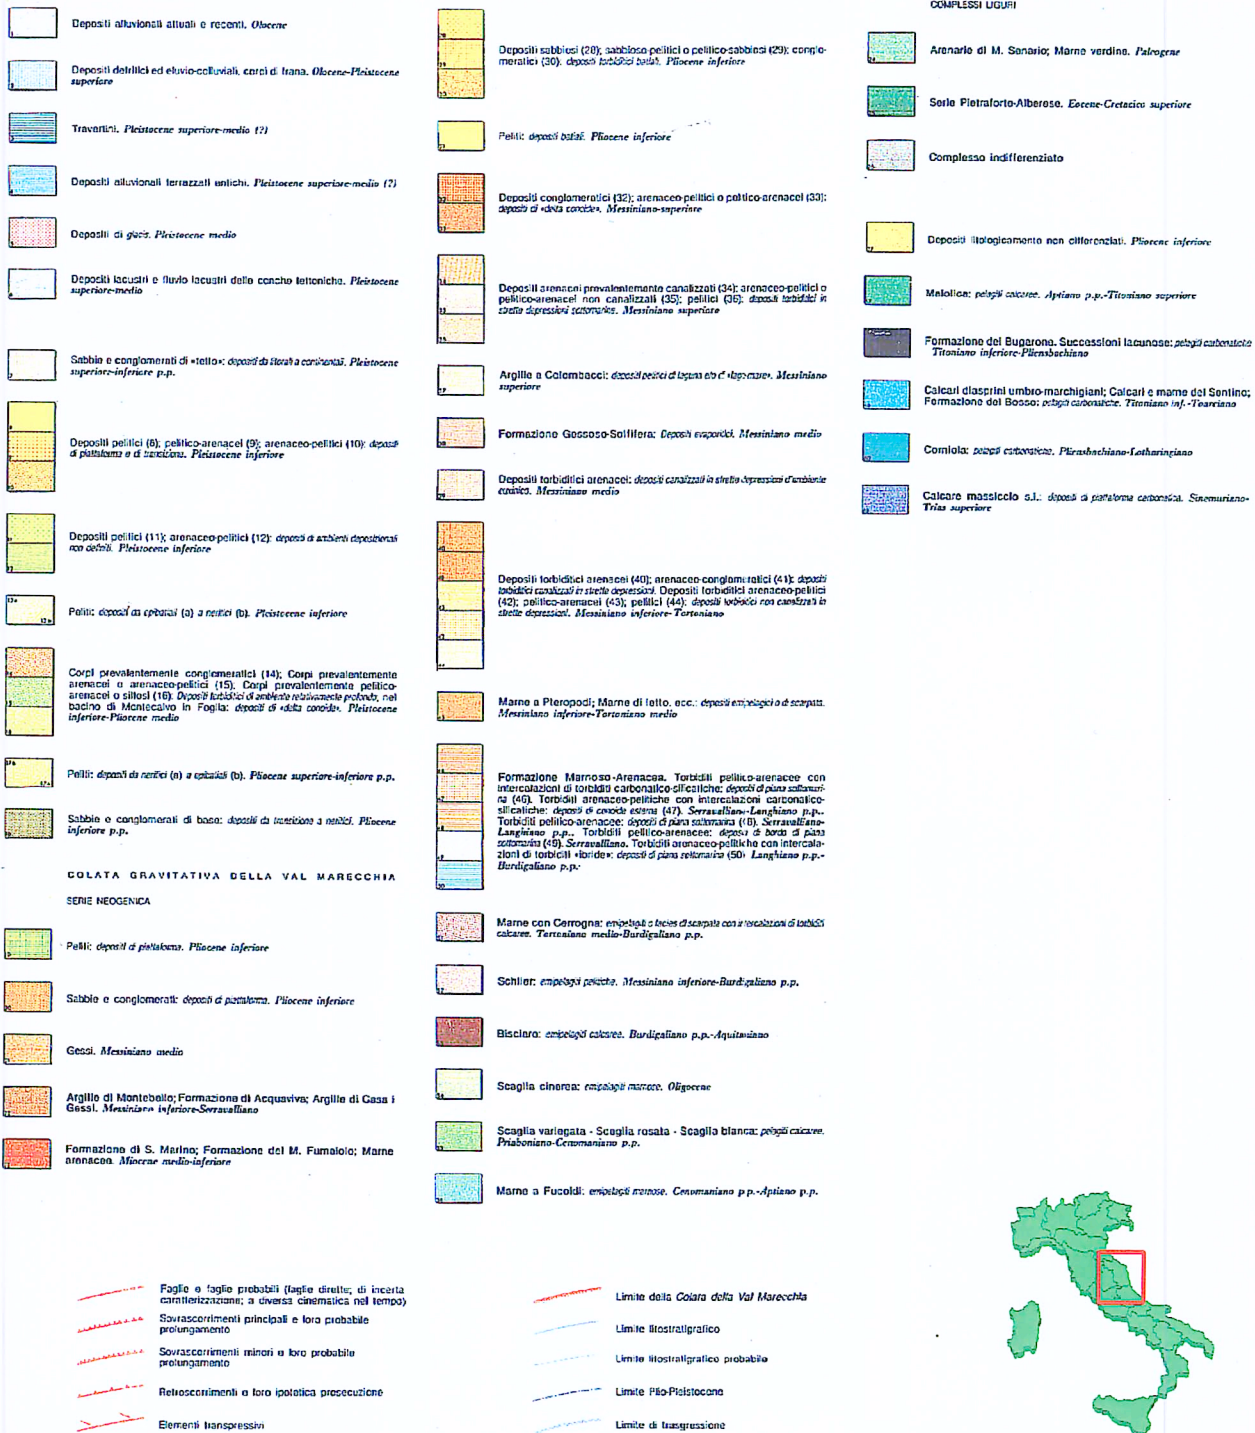 Depositi alluvionali attuali e recenti. Olocene
Depositi detritici ed eluvio-colluviali, corpi di frana. Olocene-Pleistocene
superiore
Travertini. Pleistocene superiore-medio (?)
Depositi alluvionali terrazzati antichi. Pleistocene superiore-medio (?)
Depositi di glacis. Pleistocene medio
Depositi lacustri e fluvio lacustri delle conche tettoniche. Pleistocene
superiore-medio
Sabbie e conglomerati di «tetto»: depositi da litorali a continentali. Pleistocene
superiore-inferiore p.p.
Depositi pelitici (8); pelitico-arenacei (9); arenaceo-pelitici (10): depositi
di piattaforma e di transizione. Pleistocene inferiore
Depositi pelitici (11); arenaceo-pelitici (12): depositi di ambienti deposizionali
non definiti. Pleistocene inferiore
Peliti: depositi da epibatiali (a) a neritici (b). Pleistocene inferiore
Corpi prevalentemente conglomeratici (14); Corpi prevalentemente
arenacei o arenaceo-pelitici (15); Corpi prevalentemente pelitico-
arenacei o siltosi (16): Depositi torbiditici di ambiente relativamente profondo, nel
bacino di Montecalvo in Foglia: depositi di «delta conoide». Pleistocene
inferiore-Pliocene medio
Peliti: depositi da neritici (a) a epibatiali (b). Pliocene superiore-inferiore p.p.
Sabbie e conglomerati di base: depositi da transizione a neritici. Pliocene
inferiore p.p.
COLATA GRAVITATIVA DELLA VAL MARECCHIA
SERIE NEOGENICA
Peliti: depositi di piattaforma. Pliocene inferiore
Sabbie e conglomerati: depositi di piattaforma. Pliocene inferiore
Gessi. Messiniano medio
Argille di Montebello; Formazione di Acquaviva; Argille di Casa i
Gessi. Messiniano inferiore-Serravalliano
Formazione di S. Marino; Formazione del M. Fumaiolo; Marne
arenacee. Miocene medio-inferiore
Depositi sabbiosi (28); sabbioso-pelitici o pelitico-sabbiosi (29); conglo-
meratici (30): depositi torbiditici batiali. Pliocene inferiore
Peliti: depositi batiali. Pliocene inferiore
Depositi conglomeratici (32); arenaceo-pelitici o pelitico-arenacei (33):
depositi di «delta conoide». Messiniano-superiore
Depositi arenacei prevalentemente canalizzati (34); arenaceo-pelitici o
pelitico-arenacei non canalizzati (35); pelitici (36): depositi torbiditici in
strette depressioni sottomarine. Messiniano superiore
Argille a Colombacci: depositi pelitici di laguna e/o di «lago-mare». Messiniano
superiore
Formazione Gessoso-Solfifera: Depositi evaporitici. Messiniano medio
Depositi torbiditici arenacei: depositi canalizzati in strette depressioni d'ambiente
euxinico. Messiniano medio
Depositi torbiditici arenacei (40); arenaceo-conglomeratici (41): depositi
torbiditici canalizzati in strette depressioni. Depositi torbiditici arenaceo-pelitici
(42); pelitico-arenacei (43); pelitici (44): depositi torbiditici non canalizzati in
strette depressioni. Messiniano inferiore-Tortoniano
Marne a Pteropodi; Marne di letto. ecc.: depositi emipelagici o di scarpata.
Messiniano inferiore-Tortoniano medio
Formazione Marnoso-Arenacea. Torbiditi pelitico-arenacee con
intercalazioni di torbiditi carbonatico-silicatiche: depositi di piana sottomari-
na (46). Torbiditi arenaceo-pelitiche con intercalazioni carbonatico-
silicatiche: depositi di conoide esterna (47). Serravalliano-Langhiano p.p..
Torbiditi pelitico-arenacee: depositi di piana sottomarina (48). Serravalliano-
Langhiano p.p.. Torbiditi pelitico-arenacee: deposiți di bordo di piana
sottomarina (49). Serravalliano. Torbiditi arenaceo-pelitiche con intercala-
zioni di torbiditi «ibride»: depositi di piana sottomarina (50). Langhiano p.p.-
Burdigaliano p.p.
Marne con Cerrogna: emipelagiti o facies di scarpata con intercalazioni di torbiditi
calcaree. Tortoniano medio-Burdigaliano p.p.
Schlier: emipelagiti pelitiche. Messiniano inferiore-Burdigaliano p.p.
Bisciaro: emipelagiti calcaree. Burdigaliano p.p.-Aquitaniano
Scaglia cinerea: emipelagiti marnose. Oligocene
Scaglia variegata - Scaglia rosata - Scaglia bianca: pelagiti calcaree.
Priaboniano-Cenomaniano p.p.
Marne a Fucoidi: emipelagiti marnose. Cenomaniano p.p.-Aptiano p.p.
COMPLESSI LIGURI
Arenarie di M. Senario; Marne verdine. Paleogene
Serie Pietraforte-Alberese. Eocene-Cretacico superiore
Complesso indifferenziato
Depositi litologicamente non differenziati. Pliocene inferiore
Maiolica: pelagiti calcaree. Aptiano p.p.-Titoniano superiore
Formazione del Bugarone. Successioni lacunose: pelagiti carbonatiche
Titoniano inferiore-Pliensbachiano
Calcari diasprini umbro-marchigiani; Calcari e marne del Sentino;
Formazione del Bosso: pelagiti carbonatiche. Titoniano inf.-Toarciano
Corniola: pelagiti carbonatiche. Pliensbachiano-Lotharingiano
Calcare massiccio s.l.: depositi di piattaforma carbonatica. Sinemuriano-
Trias superiore
Faglie e faglie probabili (faglie dirette; di incerta
caratterizzazione; a diversa cinematica nel tempo)
Sovrascorrimenti principali e loro probabile
prolungamento
Sovrascorrimenti minori e loro probabile
prolungamento
Retroscorrimenti e loro ipotetica prosecuzione
Elementi transpressivi
Limite della Colata della Val Marecchia
Limite litostratigrafico
Limite litostratigrafico probabile
Limite Plio-Pleistocene
Limite di trasgressione